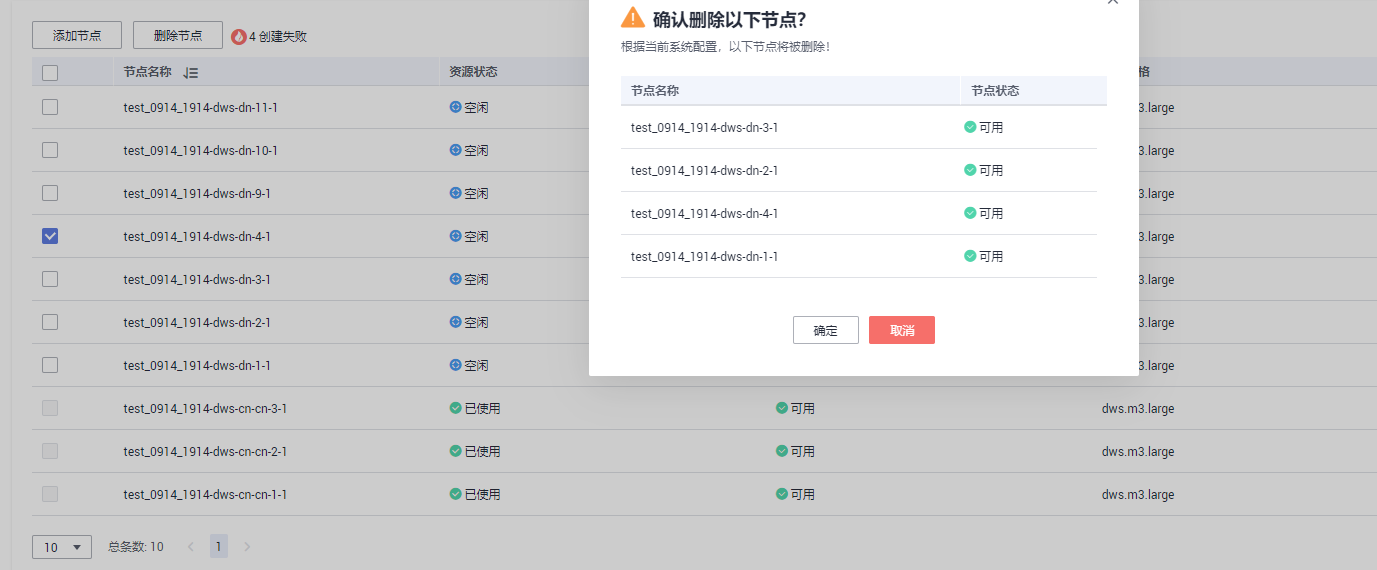 添加节点 删除节点 4 创建失败
节点名称 资源状态 格
test_0914_1914-dws-dn-11-1 空闲 3.large
test_0914_1914-dws-dn-10-1 空闲 3.large
test_0914_1914-dws-dn-9-1 空闲 3.large
test_0914_1914-dws-dn-4-1 空闲 3.large
test_0914_1914-dws-dn-3-1 空闲 3.large
test_0914_1914-dws-dn-2-1 空闲 3.large
test_0914_1914-dws-dn-1-1 空闲 3.large
test_0914_1914-dws-cn-cn-3-1 已使用 可用 dws.m3.large
test_0914_1914-dws-cn-cn-2-1 已使用 可用 dws.m3.large
test_0914_1914-dws-cn-cn-1-1 已使用 可用 dws.m3.large
10 总条数: 10 1
确认删除以下节点?
根据当前系统配置，以下节点将被删除!
节点名称 节点状态
test_0914_1914-dws-dn-3-1 可用
test_0914_1914-dws-dn-2-1 可用
test_0914_1914-dws-dn-4-1 可用
test_0914_1914-dws-dn-1-1 可用
确定 取消